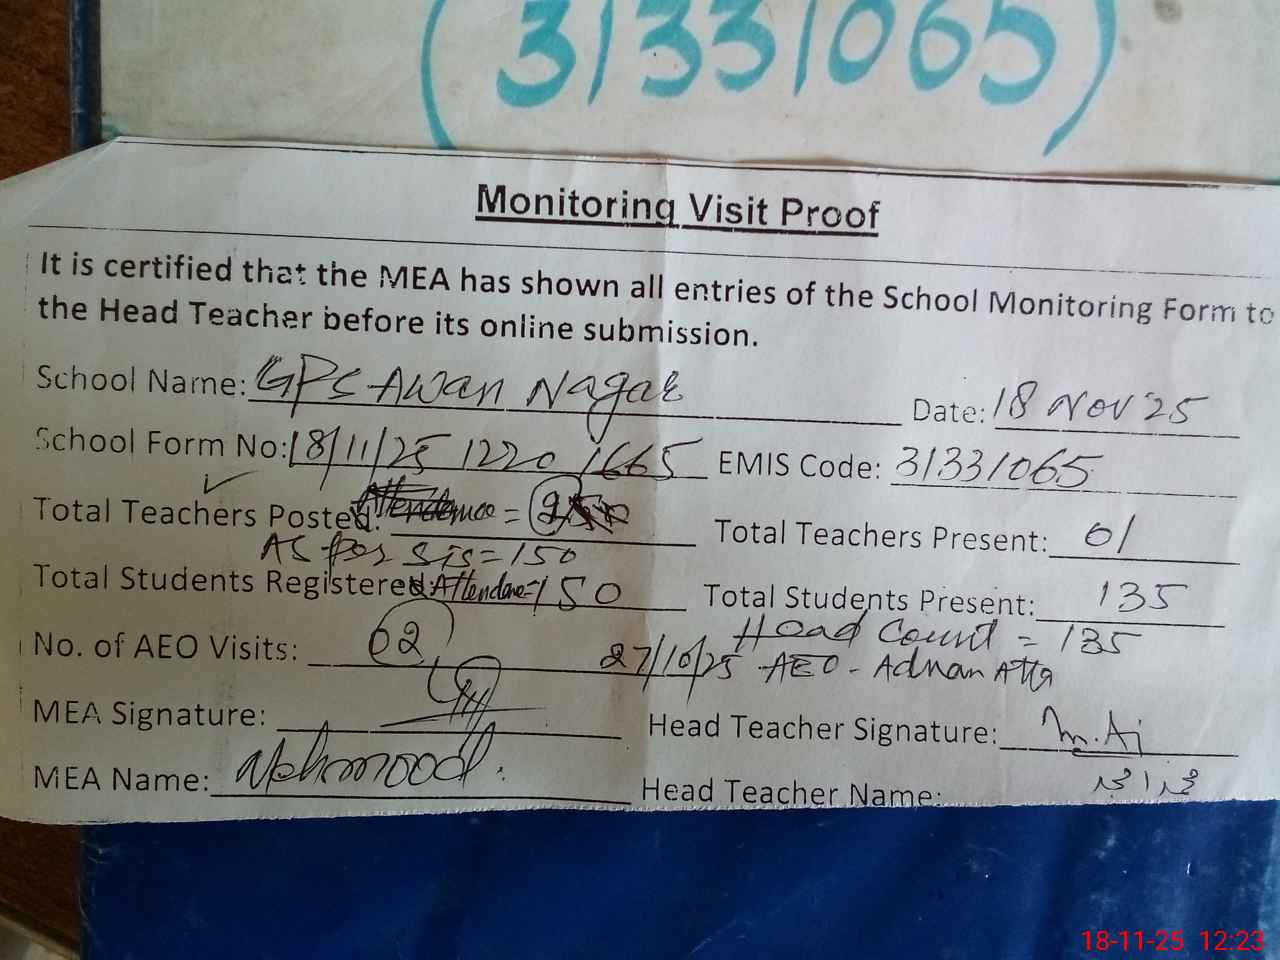 (31331065)
Monitoring Visit Proof
It is certified that the MEA has shown all entries of the School Monitoring Form to
the Head Teacher before its online submission.
School Name: GPS Awan Nagar Date: 18 Nov 25
School Form No: 18/11/25 1220 1665 EMIS Code: 31331065
Total Teachers Posted: = 2 Total Teachers Present: 01
As per Sis = 150
Total Students Registered: Attendance = 150 Total Students Present: 135
Head Count = 135
No. of AEO Visits: 02 27/10/25 AEO - Adnan Atta
MEA Signature: Head Teacher Signature: M. Aj
MEA Name: Mehmood. Head Teacher Name:
18-11-25 12:23